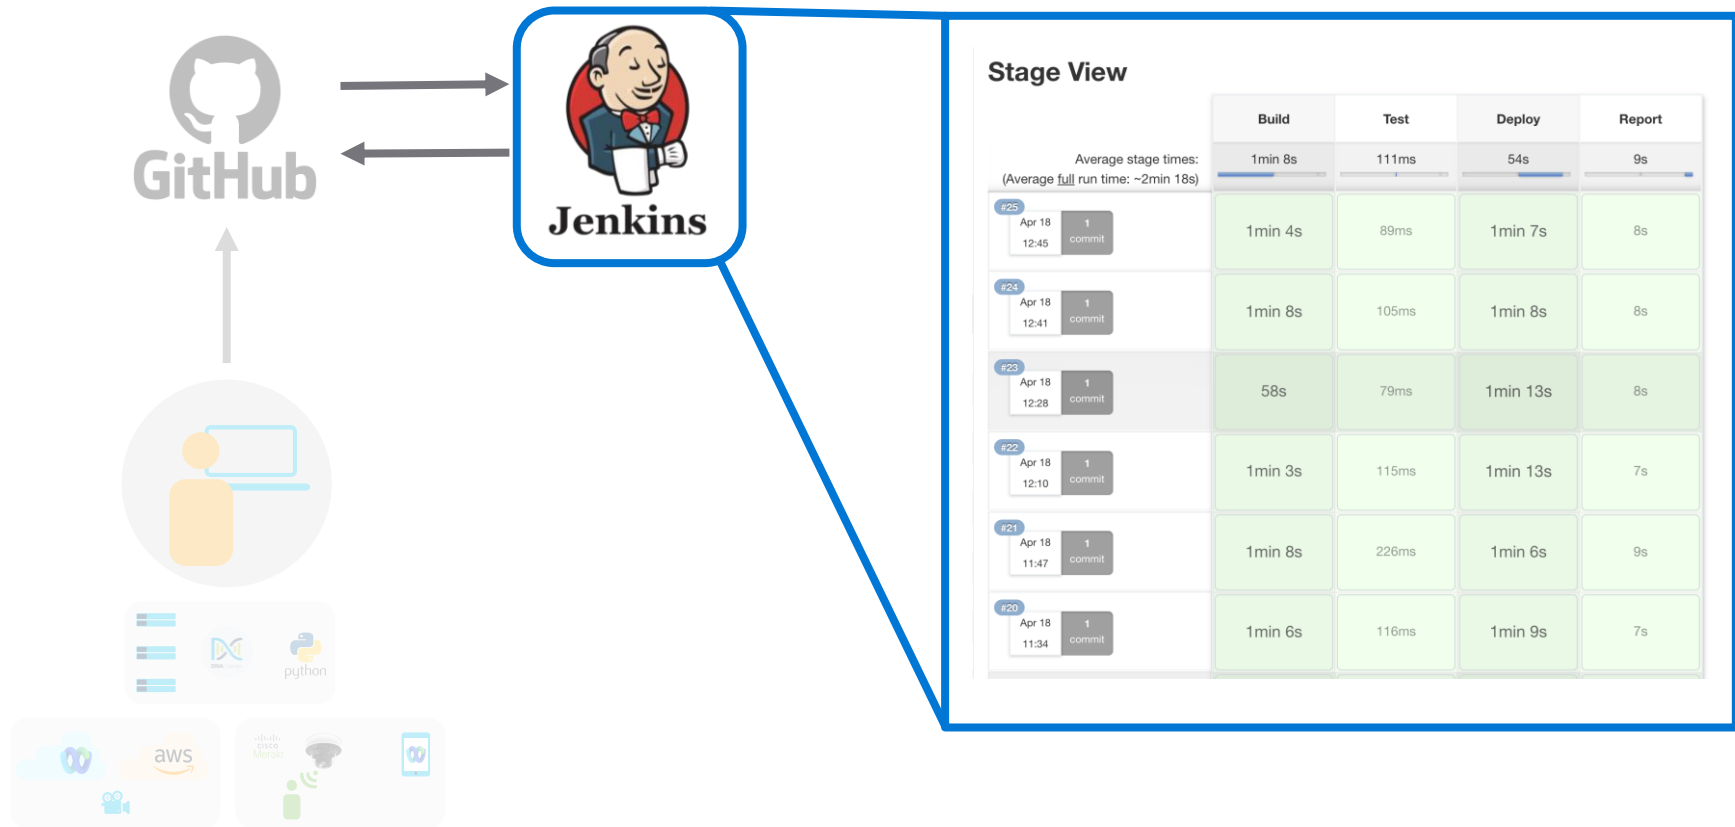 GitHub
Jenkins
Stage View
Build Test Deploy Report
Average stage times: 1min 8s 111ms 54s 9s
(Average full run time: ~2min 18s)
#25
Apr 18 1
12:45 commit
1min 4s 89ms 1min 7s 8s
#24
Apr 18 1
12:41 commit
1min 8s 105ms 1min 8s 8s
#23
Apr 18 1
12:28 commit
58s 79ms 1min 13s 8s
#22
Apr 18 1
12:10 commit
1min 3s 115ms 1min 13s 7s
#21
Apr 18 1
11:47 commit
1min 8s 226ms 1min 6s 9s
#20
Apr 18 1
11:34 commit
1min 6s 116ms 1min 9s 7s
python
aws
cisco
Meraki